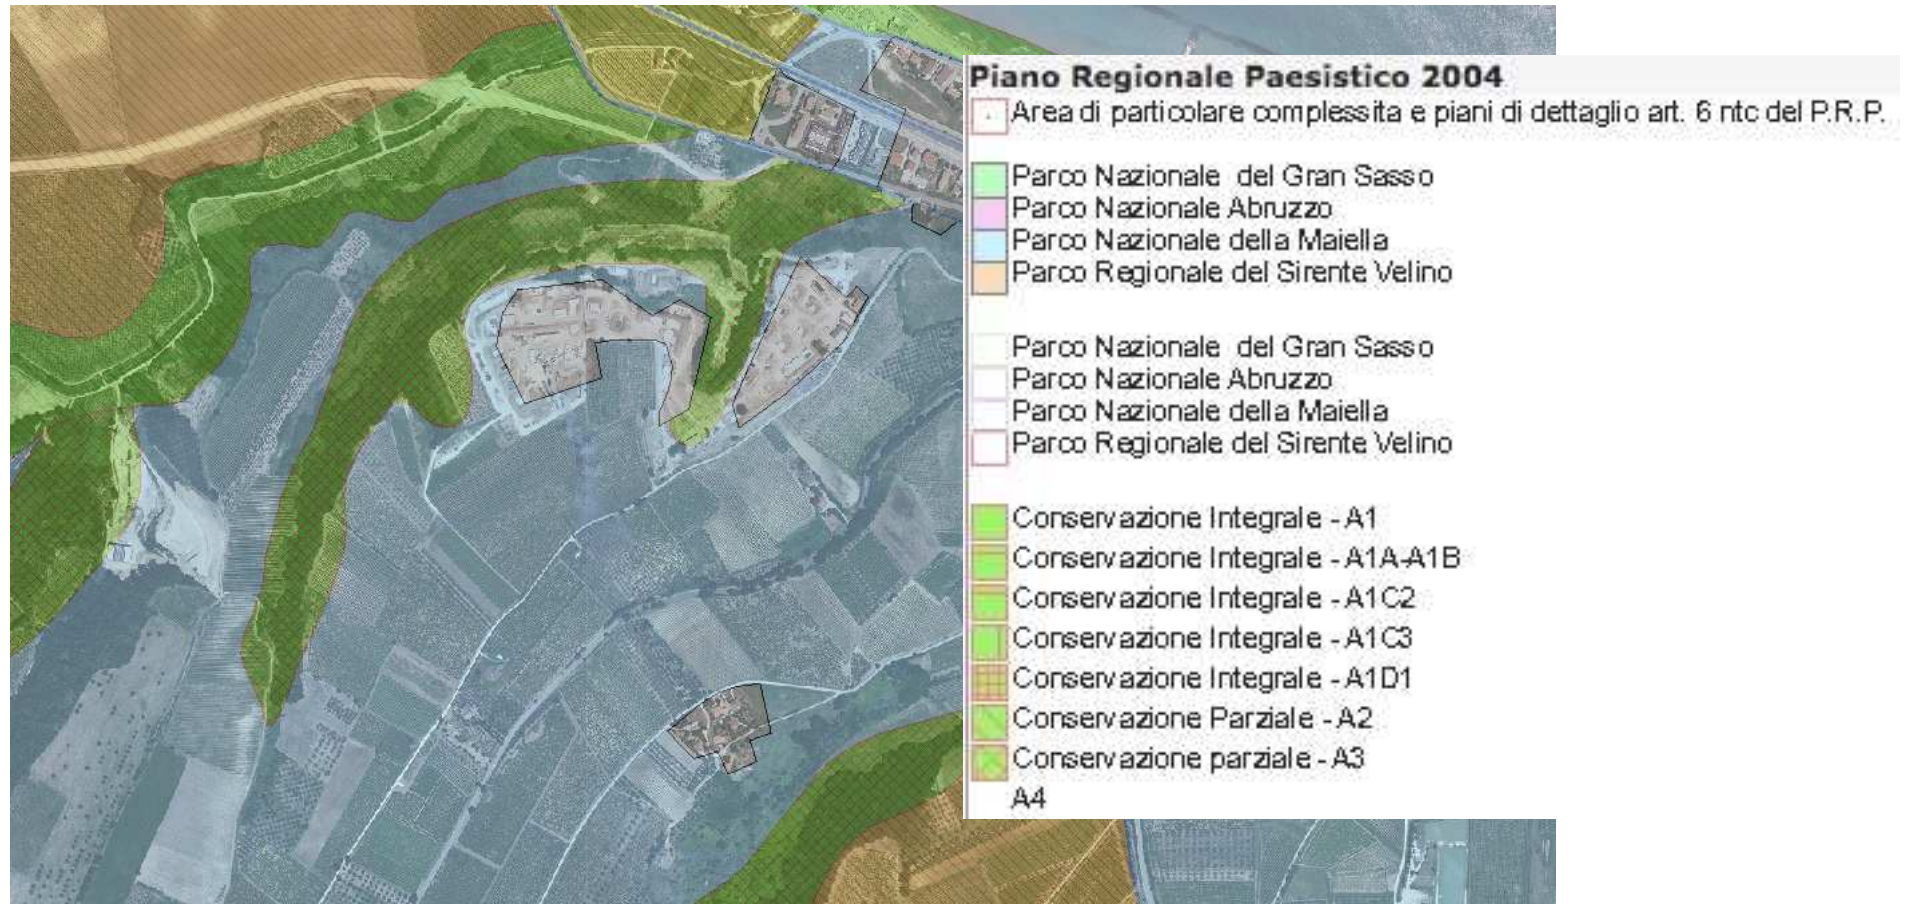 Piano Regionale Paesistico 2004
Area di particolare complessita e piani di dettaglio art. 6 ntc del P.R.P.
Parco Nazionale del Gran Sasso
Parco Nazionale Abruzzo
Parco Nazionale della Maiella
Parco Regionale del Sirente Velino
Parco Nazionale del Gran Sasso
Parco Nazionale Abruzzo
Parco Nazionale della Maiella
Parco Regionale del Sirente Velino
Conservazione Integrale - A1
Conservazione Integrale - A1A-A1B
Conservazione Integrale - A1C2
Conservazione Integrale - A1C3
Conservazione Integrale - A1D1
Conservazione Parziale - A2
Conservazione parziale - A3
A4